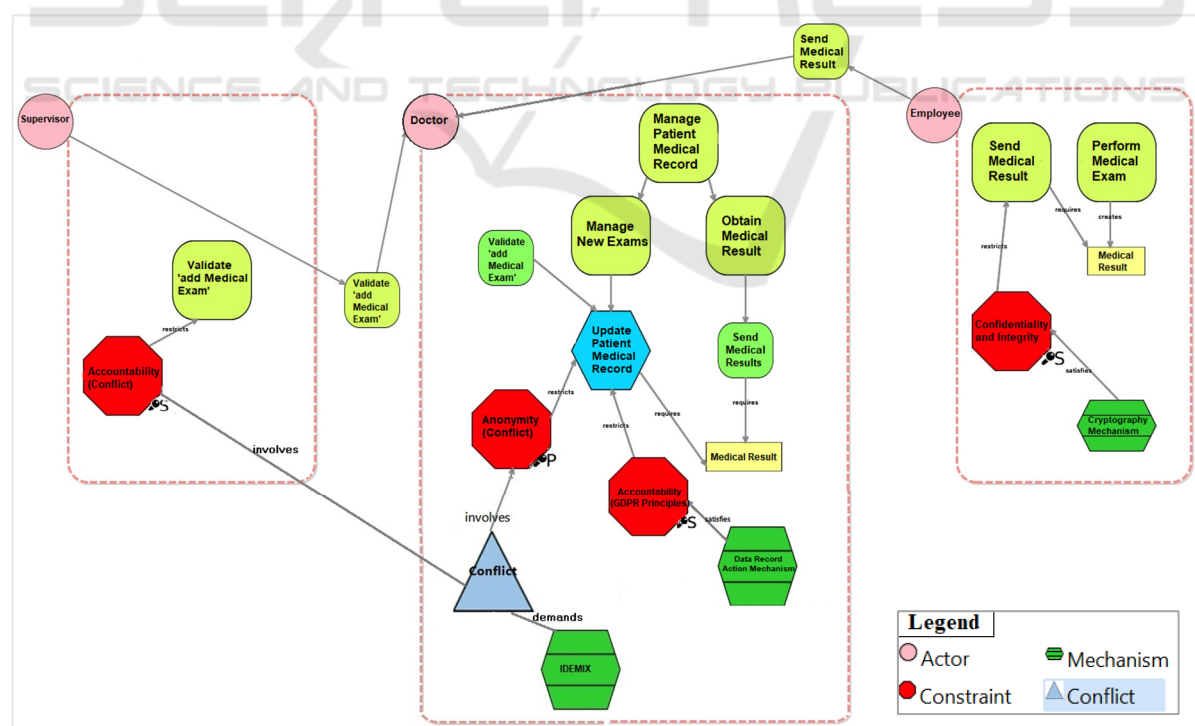 SCIENCE AND TECHNOLOGY PUBLICATIONS
Send
Medical
Result
Supervisor
Doctor
Employee
Manage
Patient
Medical
Record
Send
Medical
Result
Perform
Medical
Exam
Manage
New Exams
Obtain
Medical
Result
requires
creates
Validate
'add
Medical
Exam'
Validate
'add Medical
Exam'
Validate
'add
Medical
Exam'
restricts
Medical
Result
restricts
Update
Patient
Medical
Record
Send
Medical
Results
Confidentiality
and Integrity
S
satisfies
Accountability
(Conflict)
S
restricts
requires
requires
Anonymity
(Conflict)
P
restricts
Cryptography
Mechanism
involves
Medical Result
Accountability
(GDPR Principles)
S
satisfies
involves
Conflict
Data Record
Action Mechanism
demands
IDEMIX
Legend
Actor
Mechanism
Constraint
Conflict